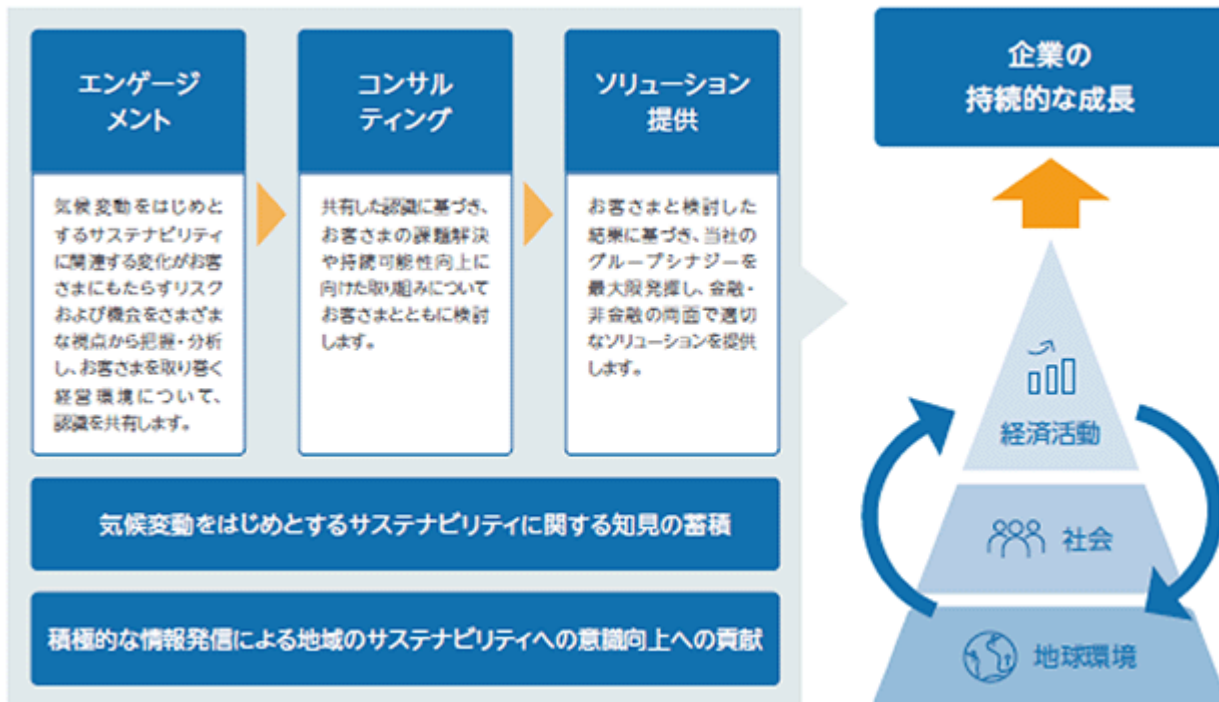 エンゲージ
メント
気候変動をはじめと
するサステナビリティ
に関連する変化がお客
さまにもたらすリスク
および機会をさまざま
な視点から把握・分析
し、お客さまを取り巻く
経営環境について、
認識を共有します。
コンサル
ティング
共有した認識に基づき、
お客さまの課題解決
や持続可能性向上に
向けた取り組みについて
お客さまとともに検討
します。
ソリューション
提供
お客さまと検討した
結果に基づき、当社の
グループシナジーを
最大限発揮し、金融・
非金融の両面で適切
なソリューションを提供
します。
気候変動をはじめとするサステナビリティに関する知見の蓄積
積極的な情報発信による地域のサステナビリティへの意識向上への貢献
企業の
持続的な成長
経済活動
社会
地球環境